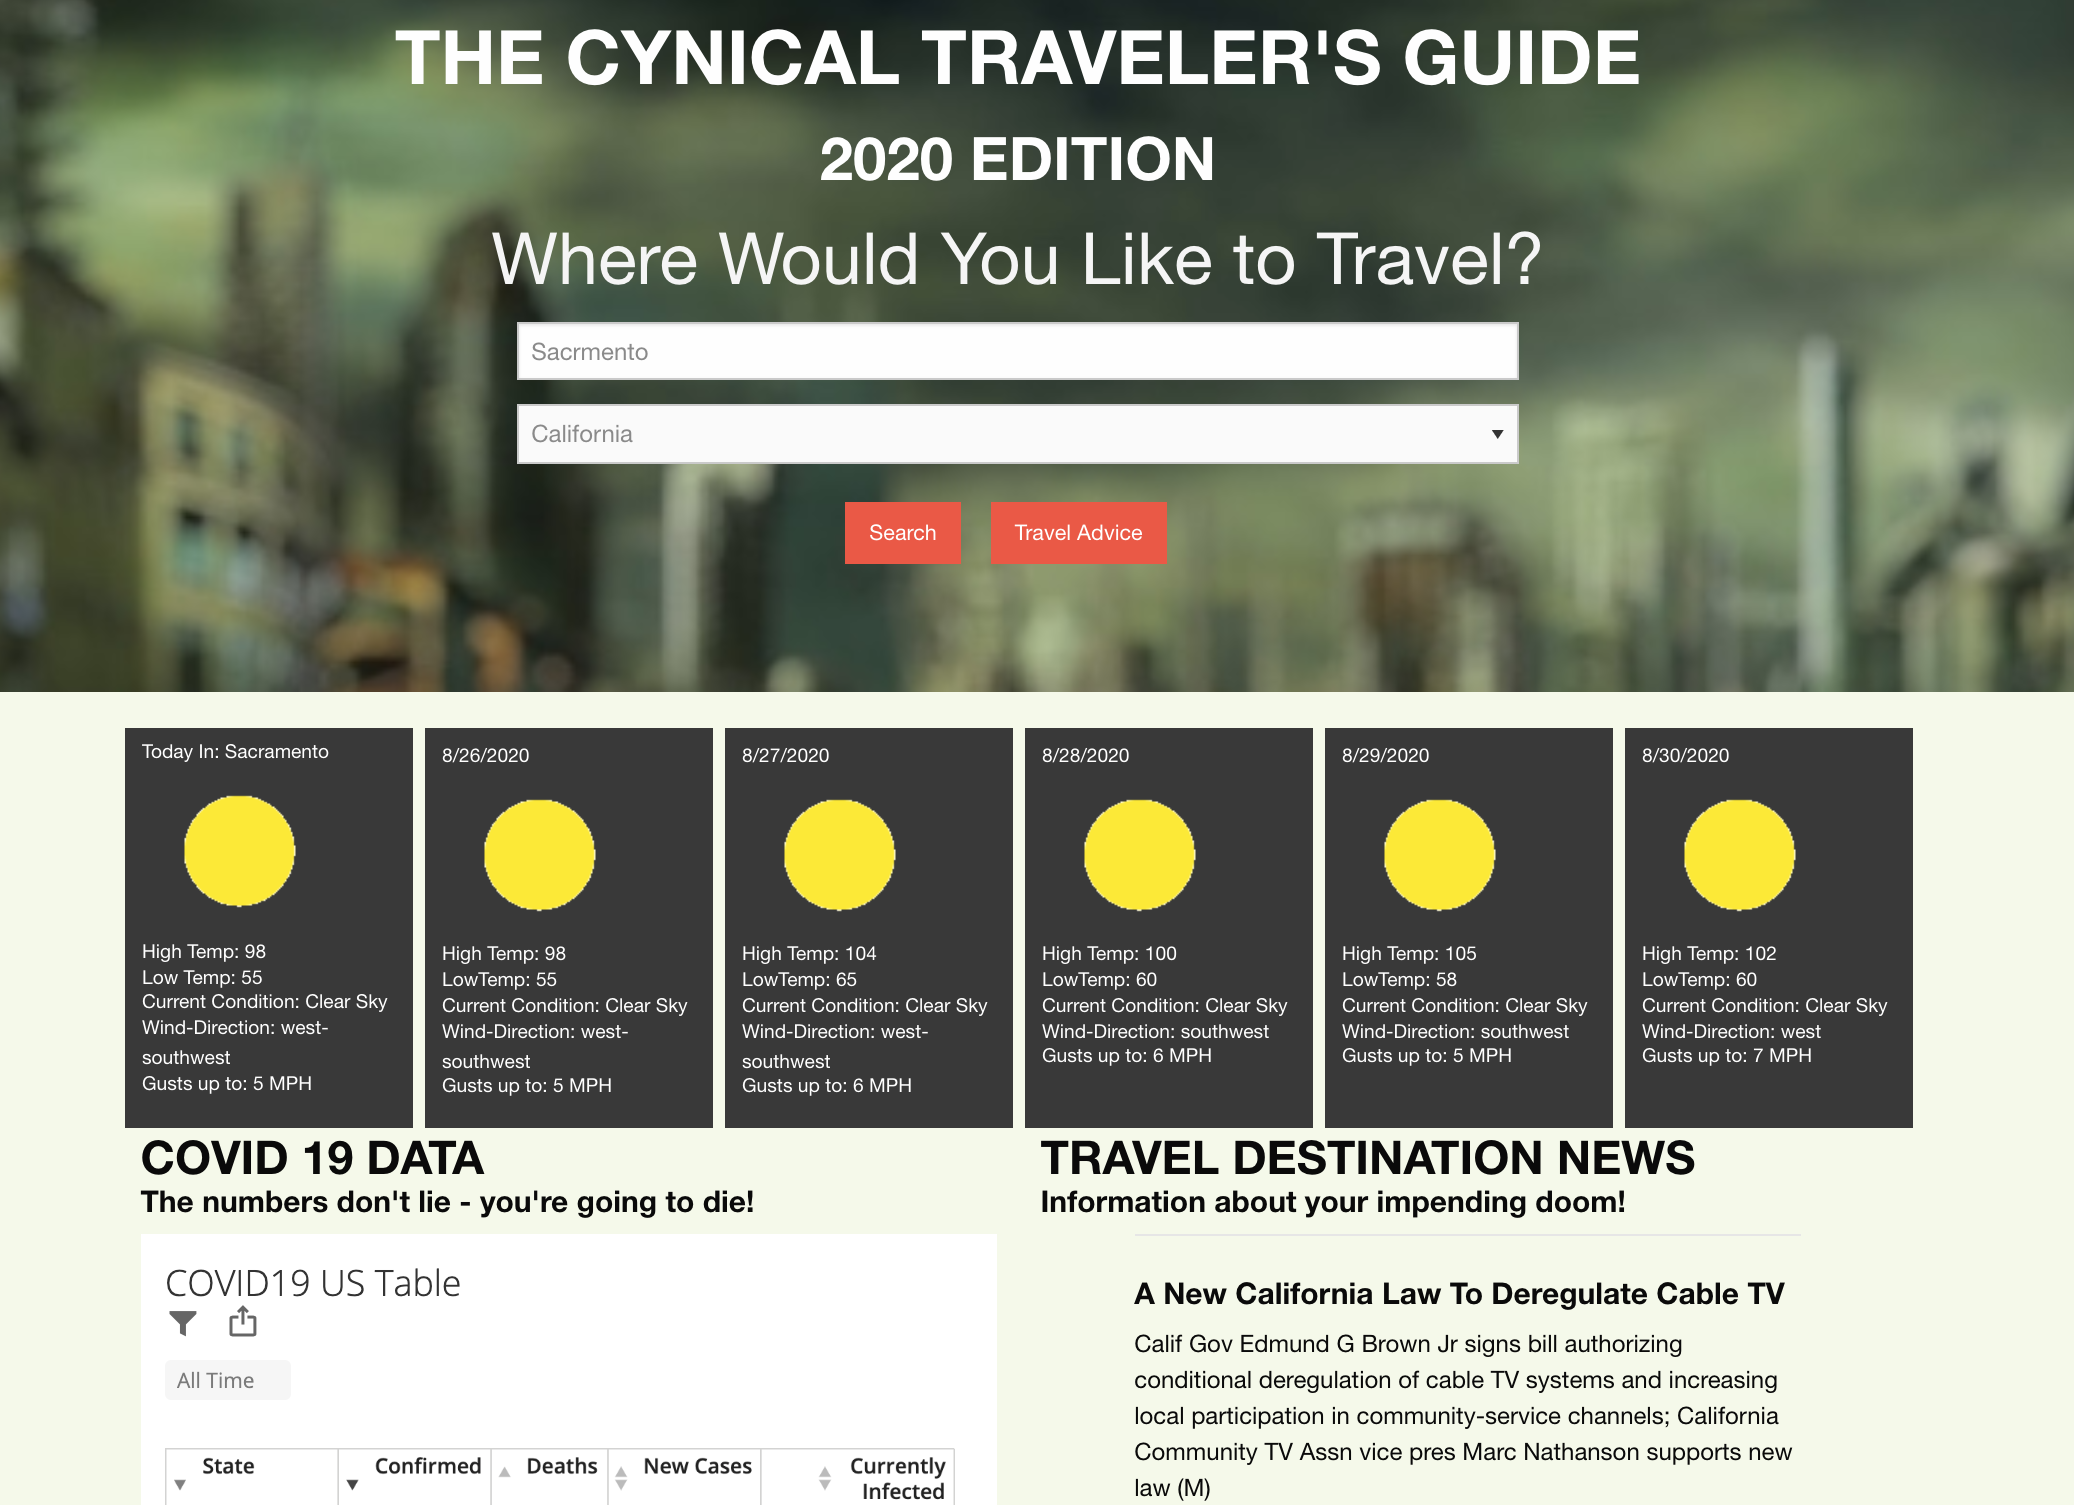 THE CYNICAL TRAVELER'S GUIDE
2020 EDITION
Where Would You Like to Travel?
Sacrmento
California
Search
Travel Advice
Today In: Sacramento
High Temp: 98
Low Temp: 55
Current Condition: Clear Sky
Wind-Direction: west-
southwest
Gusts up to: 5 MPH
8/26/2020
High Temp: 98
LowTemp: 55
Current Condition: Clear Sky
Wind-Direction: west-
southwest
Gusts up to: 5 MPH
8/27/2020
High Temp: 104
LowTemp: 65
Current Condition: Clear Sky
Wind-Direction: west-
southwest
Gusts up to: 6 MPH
8/28/2020
High Temp: 100
LowTemp: 60
Current Condition: Clear Sky
Wind-Direction: southwest
Gusts up to: 6 MPH
8/29/2020
High Temp: 105
LowTemp: 58
Current Condition: Clear Sky
Wind-Direction: southwest
Gusts up to: 5 MPH
8/30/2020
High Temp: 102
LowTemp: 60
Current Condition: Clear Sky
Wind-Direction: west
Gusts up to: 7 MPH
COVID 19 DATA
The numbers don't lie - you're going to die!
COVID19 US Table
All Time
State
Confirmed
Deaths
New Cases
Currently
Infected
TRAVEL DESTINATION NEWS
Information about your impending doom!
A New California Law To Deregulate Cable TV
Calif Gov Edmund G Brown Jr signs bill authorizing
conditional deregulation of cable TV systems and increasing
local participation in community-service channels; California
Community TV Assn vice pres Marc Nathanson supports new
law (M)